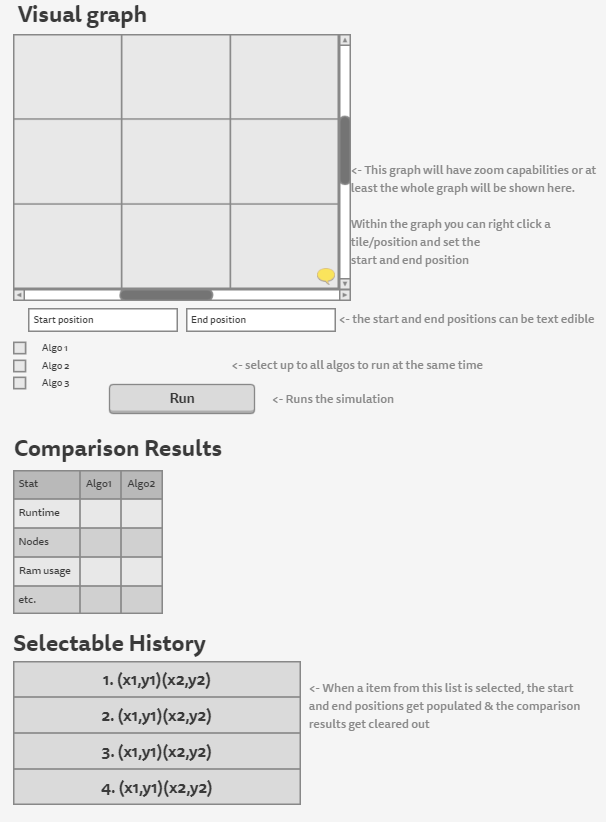 Visual graph
<- This graph will have zoom capabilities or at
least the whole graph will be shown here.
Within the graph you can right click a
tile/position and set the
start and end position
Start position
End position
<- the start and end positions can be text edible
Algo 1
Algo 2
Algo 3
<- select up to all algos to run at the same time
Run
<- Runs the simulation
Comparison Results
Stat Algo1 Algo2
Runtime
Nodes
Ram usage
etc.
Selectable History
1. (x1,y1)(x2,y2)
2. (x1,y1)(x2,y2)
3. (x1,y1)(x2,y2)
4. (x1,y1)(x2,y2)
<- When a item from this list is selected, the start
and end positions get populated & the comparison
results get cleared out